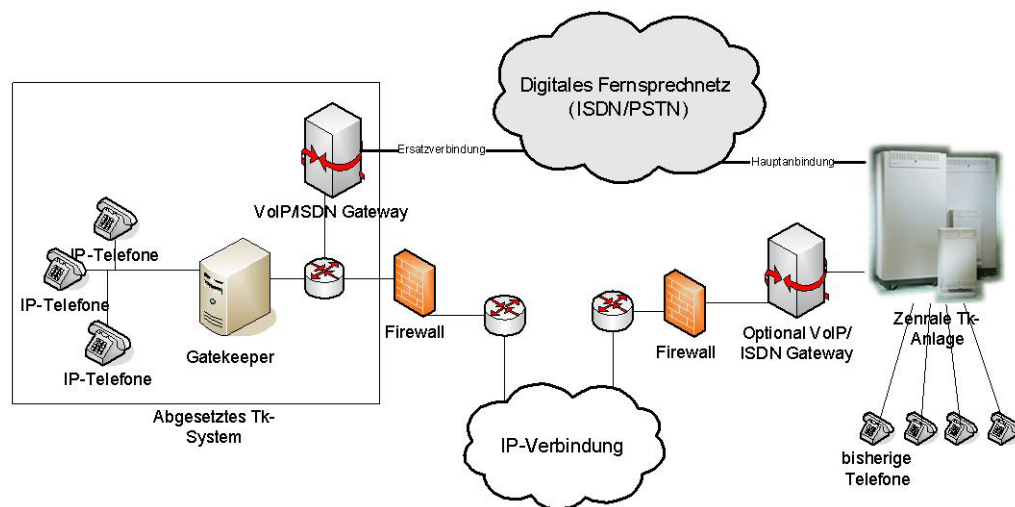 Digitales Fernsprechnetz
(ISDN/PSTN)
Ersatzverbindung
Hauptanbindung
VoIP/ISDN Gateway
IP-Telefone
IP-Telefone
IP-Telefone
Gatekeeper
Firewall
Firewall
Optional VoIP/
ISDN Gateway
Zenrale Tk-
Anlage
Abgesetztes Tk-
System
IP-Verbindung
bisherige
Telefone